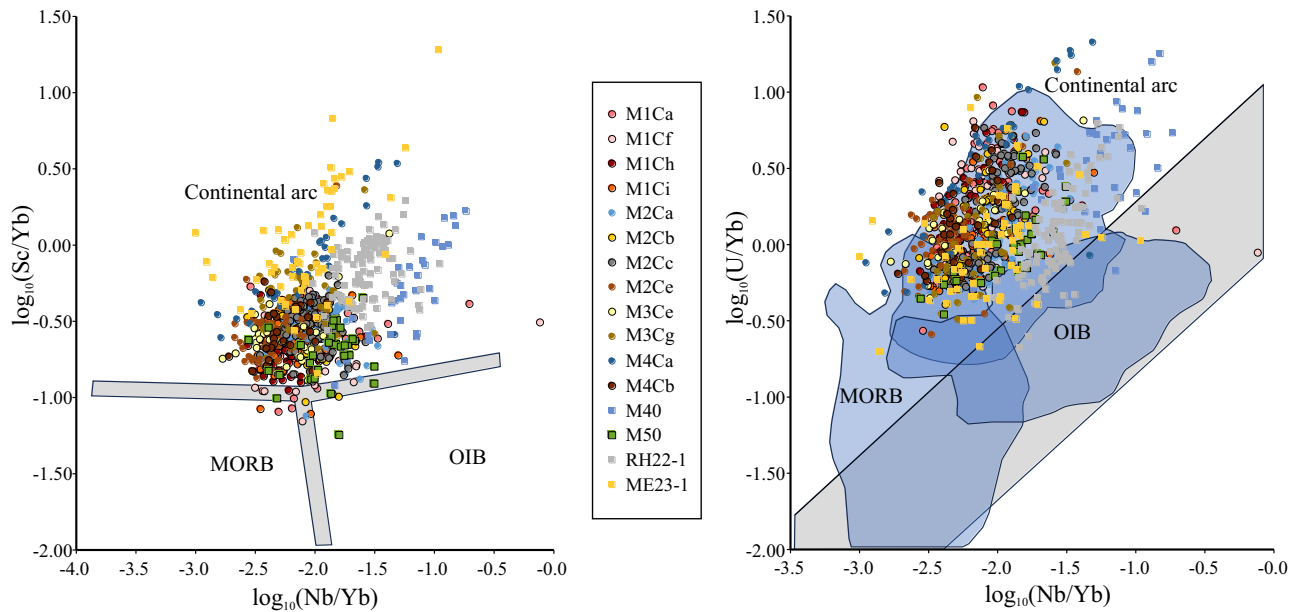 1.50
1.00
0.50
0.00
-0.50
-1.00
-1.50
-2.00
log10(Sc/Yb)
-4.0 -3.5 -3.0 -2.5 -2.0 -1.5 -1.0 -0.5 -0.0
log10(Nb/Yb)
Continental arc
MORB
OIB
M1Ca
M1Cf
M1Ch
M1Ci
M2Ca
M2Cb
M2Cc
M2Ce
M3Ce
M3Cg
M4Ca
M4Cb
M40
M50
RH22-1
ME23-1
1.50
1.00
0.50
0.00
-0.50
-1.00
-1.50
-2.00
log10(U/Yb)
-3.5 -3.0 -2.5 -2.0 -1.5 -1.0 -0.5 -0.0
log10(Nb/Yb)
Continental arc
OIB
MORB